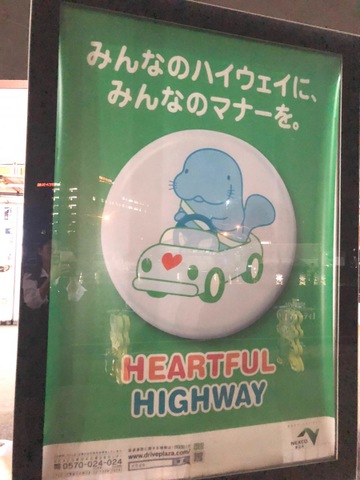 みんなのハイウェイに、
みんなのマナーを。
HEARTFUL
HIGHWAY
0570-024-024
www.driveplaza.com/
NEXCO